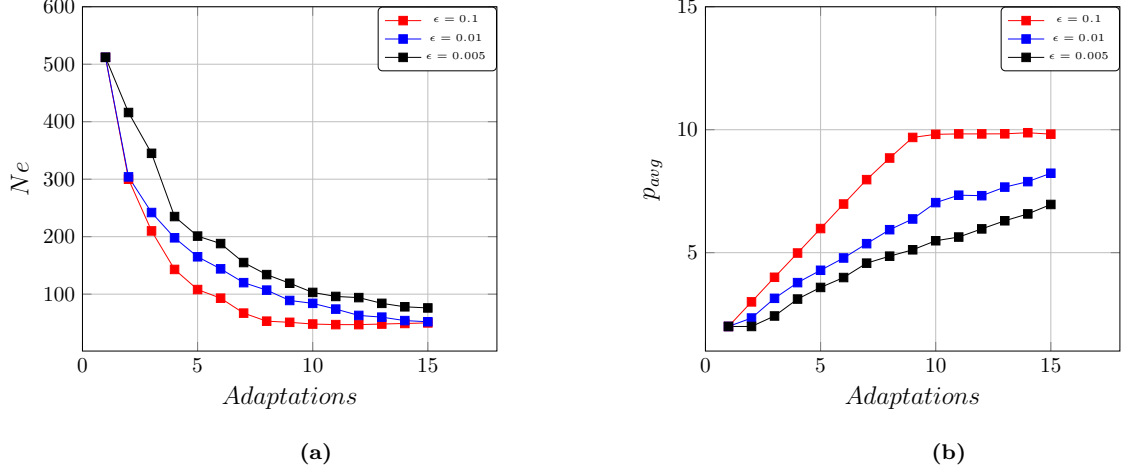 600
500
400
300
200
100
0
5
10
15
Ne
Adaptations
ϵ = 0.1
ϵ = 0.01
ϵ = 0.005
(a)
15
10
5
0
5
10
15
p_avg
Adaptations
ϵ = 0.1
ϵ = 0.01
ϵ = 0.005
(b)